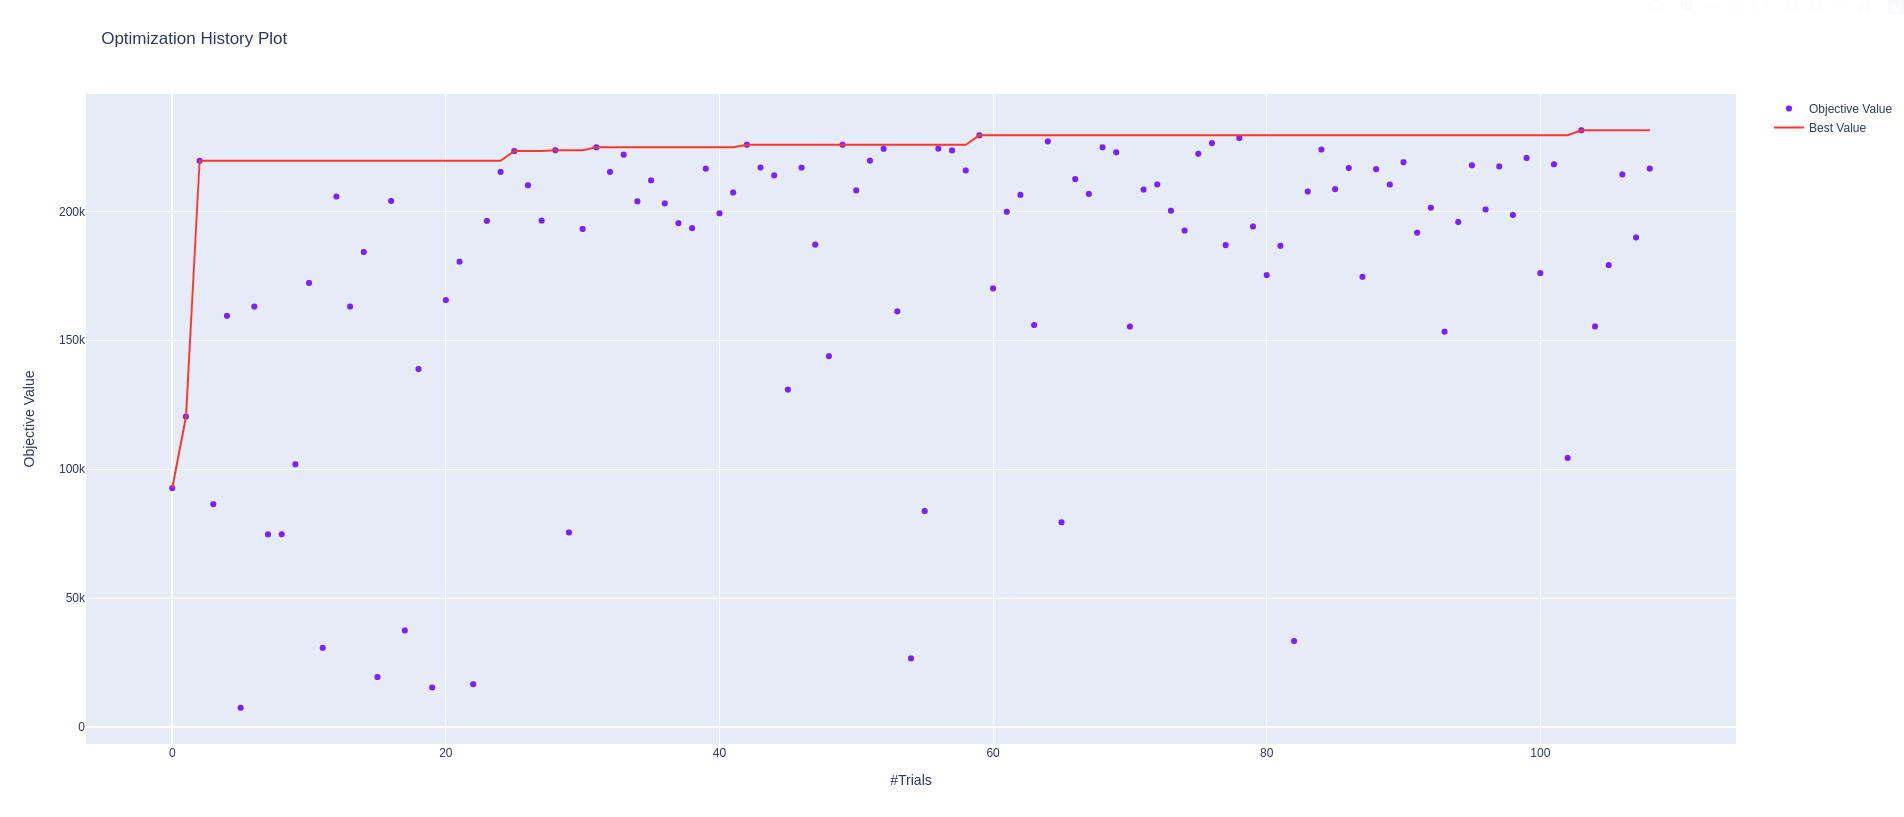 Optimization History Plot
Objective Value
Best Value
200k
150k
100k
50k
0
Objective Value
0 20 40 60 80 100
#Trials